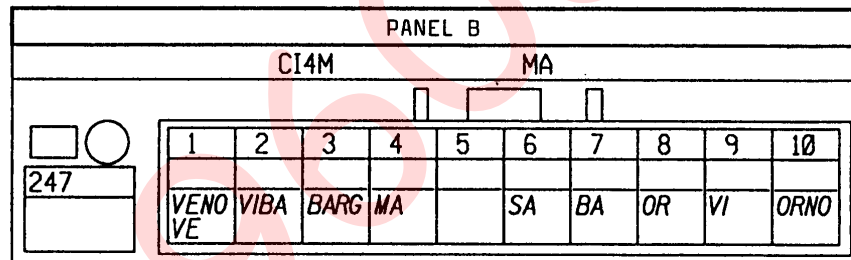 PANEL B
CI4M MA
1 2 3 4 5 6 7 8 9 10
247
VENO VIBA BARG MA SA BA OR VI ORNO
VE